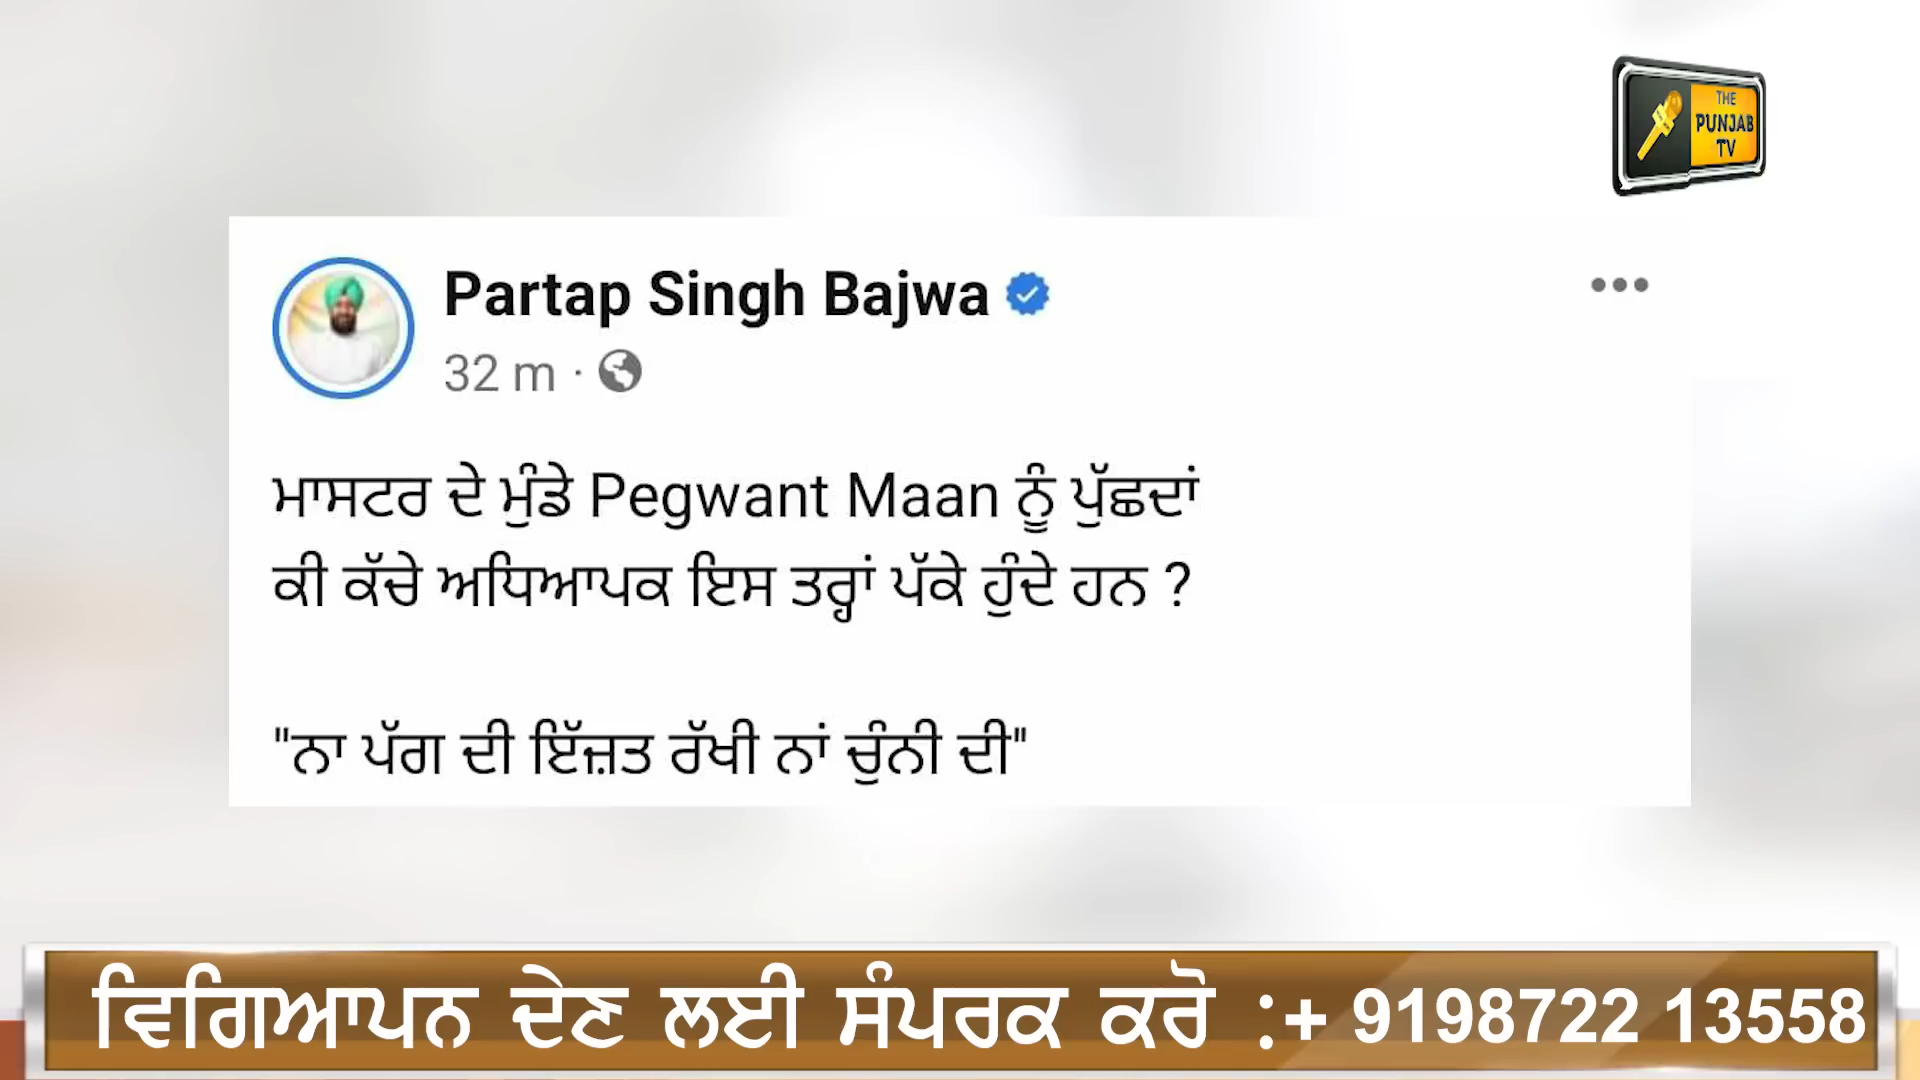 THE
PUNJAB
TV
Partap Singh Bajwa
32 m ·
ਮਾਸਟਰ ਦੇ ਮੁੰਡੇ Pegwant Maan ਨੂੰ ਪੁੱਛਦਾਂ
ਕੀ ਕੱਚੇ ਅਧਿਆਪਕ ਇਸ ਤਰ੍ਹਾਂ ਪੱਕੇ ਹੁੰਦੇ ਹਨ ?
"ਨਾ ਪੱਗ ਦੀ ਇੱਜ਼ਤ ਰੱਖੀ ਨਾਂ ਚੁੰਨੀ ਦੀ"
ਵਿਗਿਆਪਨ ਦੇਣ ਲਈ ਸੰਪਰਕ ਕਰੋ :+ 9198722 13558